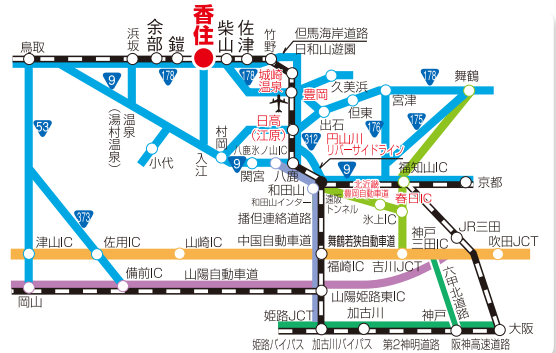 香住
鳥取
浜坂
余部
鎧
柴山
佐津
竹野
但馬海岸道路
日和山遊園
9
178
178
城崎温泉
豊岡
久美浜
178
舞鶴
温泉
(湯村温泉)
村岡
日高
(江原)
八鹿氷ノ山IC
出石
但東
宮津
312
176
175
円山川
リバーサイドライン
53
小代
入江
9
関宮
八鹿
9
福知山IC
京都
和田山
和田山インター
北近畿
豊岡自動車道
春日IC
遠阪
トンネル
氷上IC
373
播但連絡道路
津山IC
佐用IC
山崎IC
中国自動車道
舞鶴若狭自動車道
神戸
三田IC
JR三田
吹田JCT
福崎IC
吉川JCT
備前IC
山陽自動車道
山陽姫路東IC
六甲北道路
岡山
姫路JCT
加古川
神戸
大阪
姫路バイパス
加古川バイパス
第2神明道路
阪神高速道路